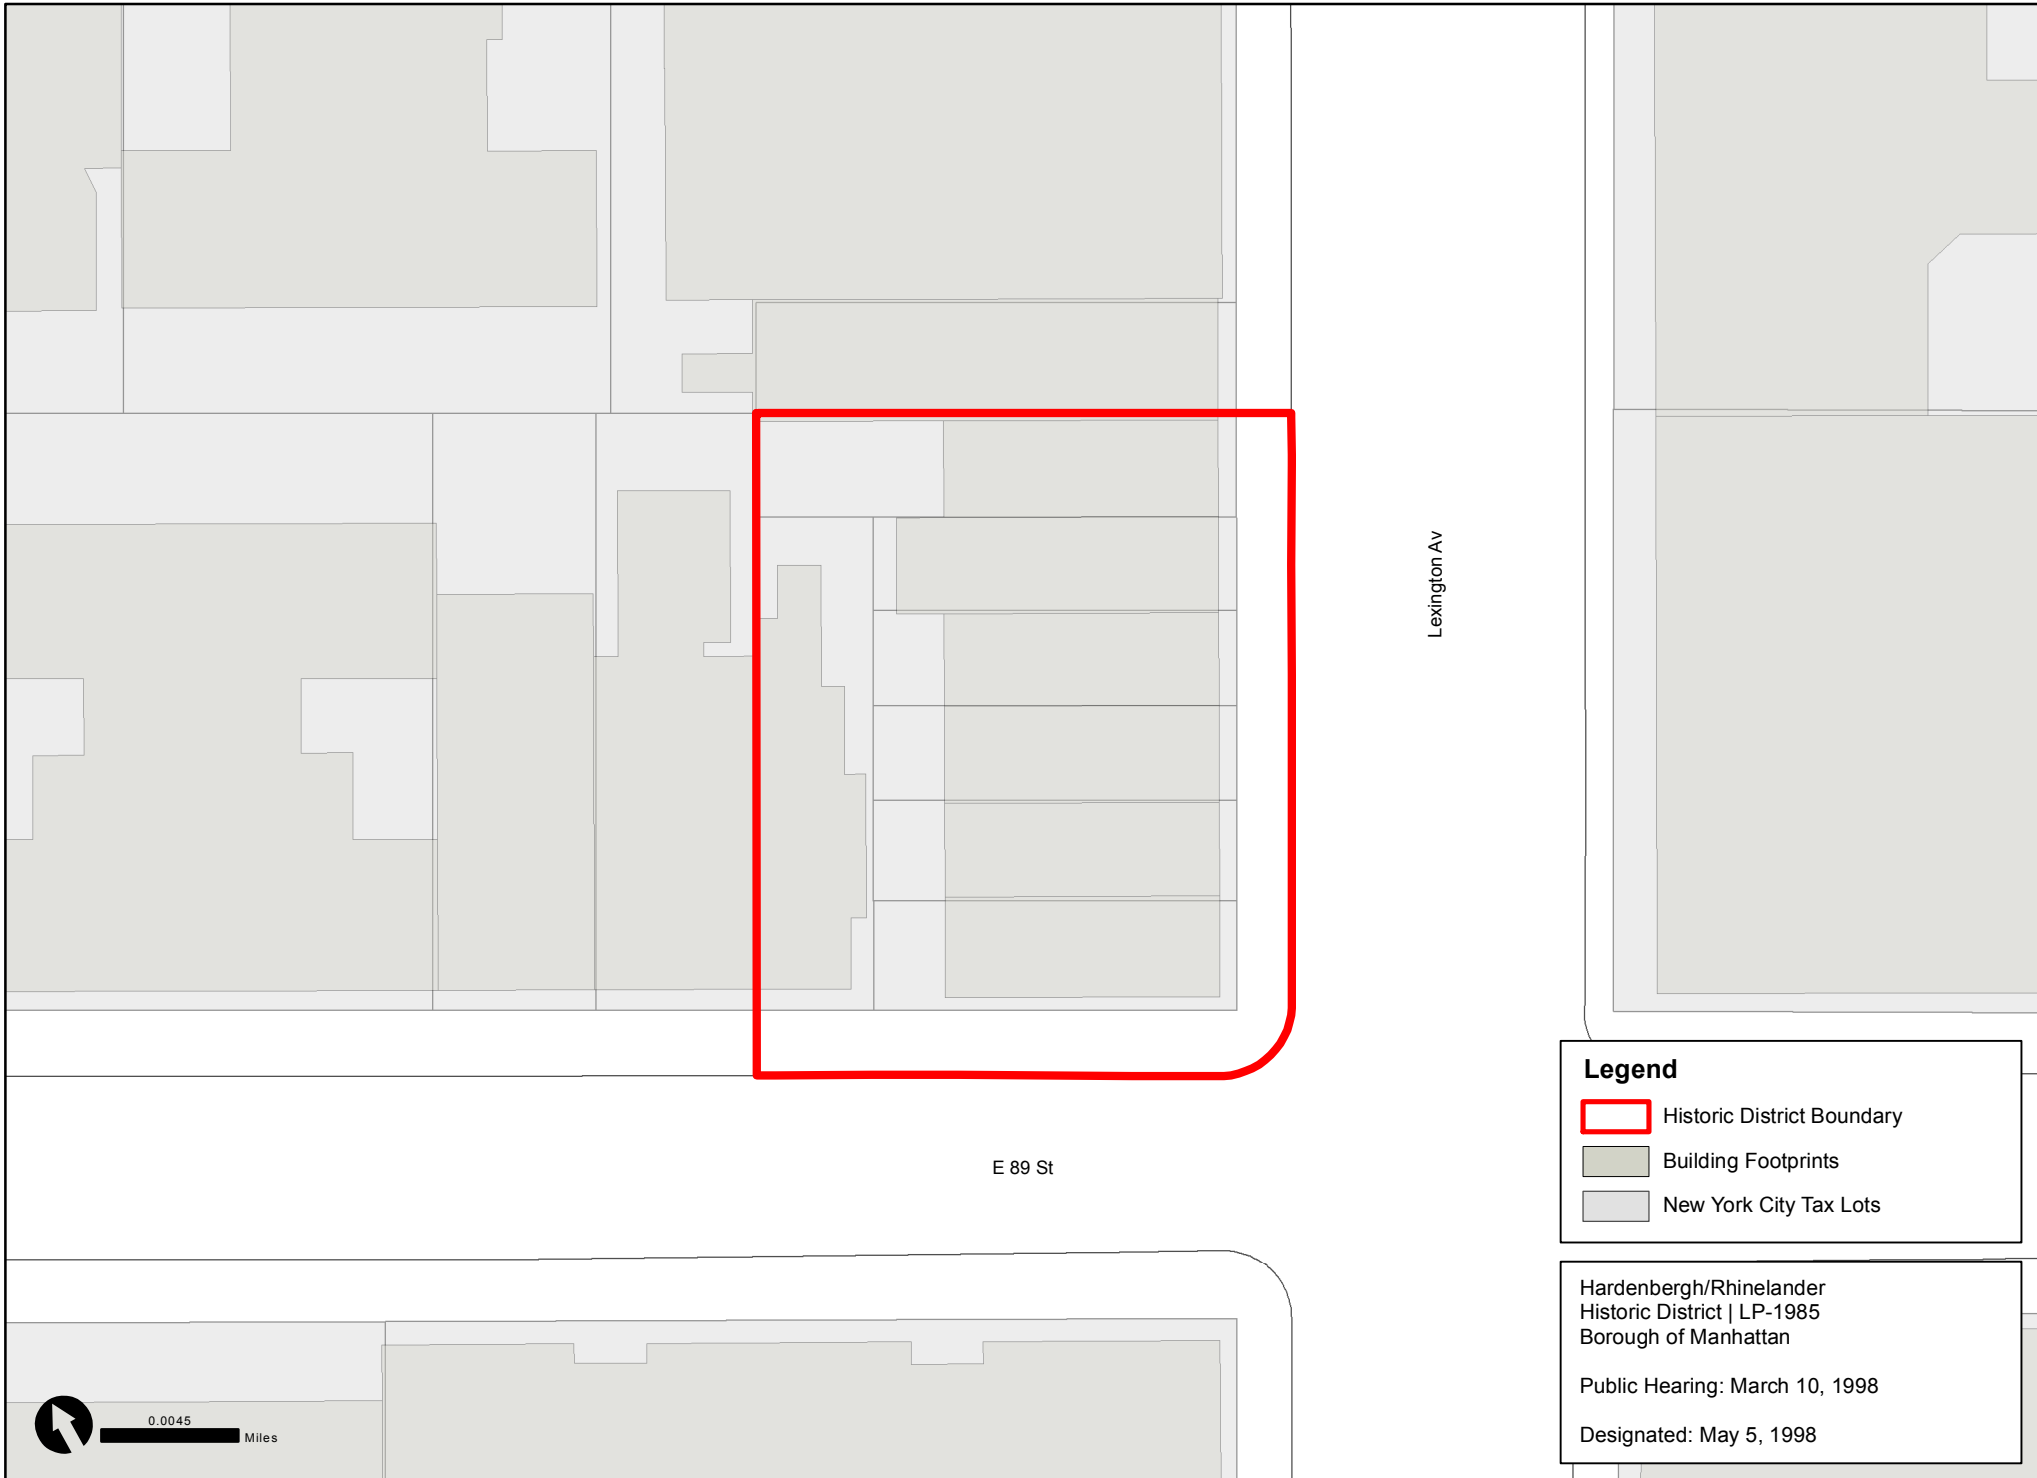 Lexington Av
E 89 St
Legend
Historic District Boundary
Building Footprints
New York City Tax Lots
Hardenbergh/Rhinelander
Historic District | LP-1985
Borough of Manhattan
Public Hearing: March 10, 1998
Designated: May 5, 1998
0.0045
Miles